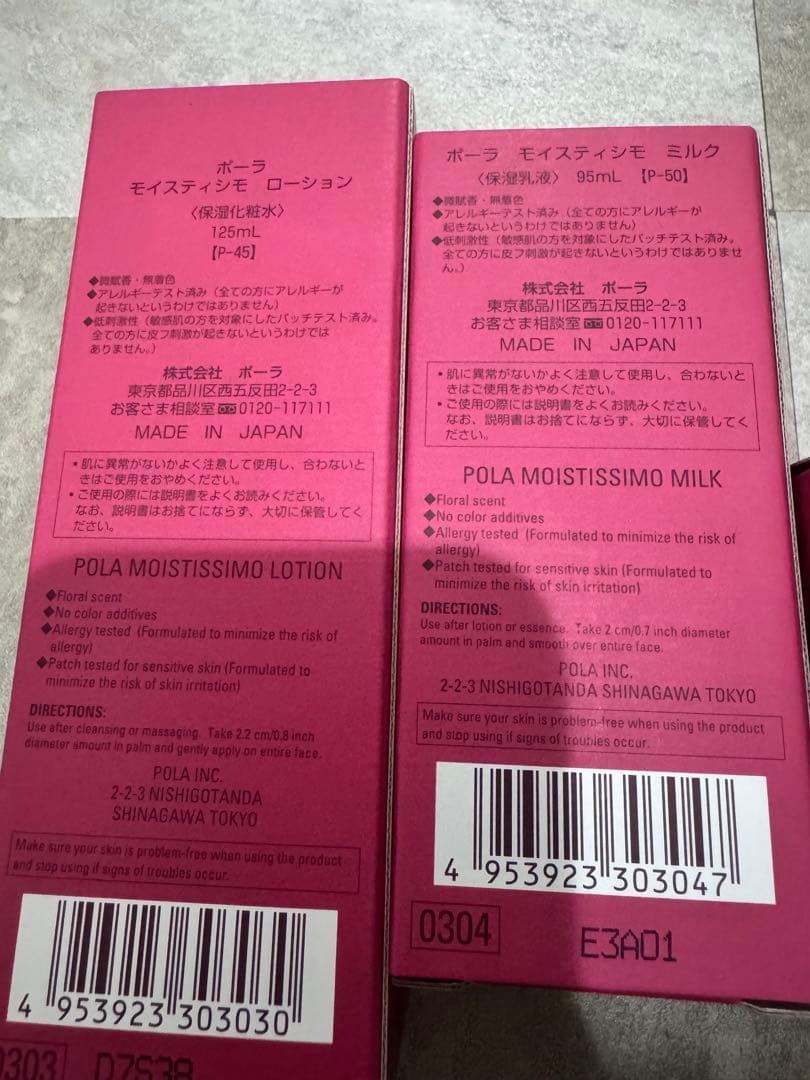 ポーラ
モイスティシモ ローション
〈保湿化粧水〉
125mL
【P-45】
◆微賦香・無着色
◆アレルギーテスト済み（全ての方にアレルギーが
起きないというわけではありません）
◆低刺激性（敏感肌の方を対象にしたパッチテスト済み。
全ての方に皮フ刺激が起きないというわけでは
ありません。）
株式会社 ポーラ
東京都品川区西五反田2-2-3
お客さま相談室 0120-117111
MADE IN JAPAN
・肌に異常がないかよく注意して使用し、合わないと
きはご使用をおやめください。
・ご使用の際には説明書をよくお読みください。
なお、説明書はお捨てにならず、大切に保管してく
ださい。
POLA MOISTISSIMO LOTION
◆Floral scent
◆No color additives
◆Allergy tested (Formulated to minimize the risk of
allergy)
◆Patch tested for sensitive skin (Formulated to
minimize the risk of skin irritation)
DIRECTIONS:
Use after cleansing or massaging. Take 2.2 cm/0.8 inch
diameter amount in palm and gently apply on entire face.
POLA INC.
2-2-3 NISHIGOTANDA
SHINAGAWA TOKYO
Make sure your skin is problem-free when using the product
and stop using if signs of troubles occur.
4 953923 303030
0303 D7S38
ポーラ モイスティシモ ミルク
〈保湿乳液〉 95mL 【P-50】
◆微賦香・無着色
◆アレルギーテスト済み（全ての方にアレルギーが
起きないというわけではありません）
◆低刺激性（敏感肌の方を対象にしたパッチテスト済み。
全ての方に皮フ刺激が起きないというわけではありませ
ん。）
株式会社 ポーラ
東京都品川区西五反田2-2-3
お客さま相談室 0120-117111
MADE IN JAPAN
・肌に異常がないかよく注意して使用し、合わないと
きはご使用をおやめください。
・ご使用の際には説明書をよくお読みください。
なお、説明書はお捨てにならず、大切に保管してく
ださい。
POLA MOISTISSIMO MILK
◆Floral scent
◆No color additives
◆Allergy tested (Formulated to minimize the risk of
allergy)
◆Patch tested for sensitive skin (Formulated to
minimize the risk of skin irritation)
DIRECTIONS:
Use after lotion or essence. Take 2 cm/0.7 inch diameter
amount in palm and smooth over entire face.
POLA INC.
2-2-3 NISHIGOTANDA SHINAGAWA TOKYO
Make sure your skin is problem-free when using the product
and stop using if signs of troubles occur.
4 953923 303047
0304 E3A01